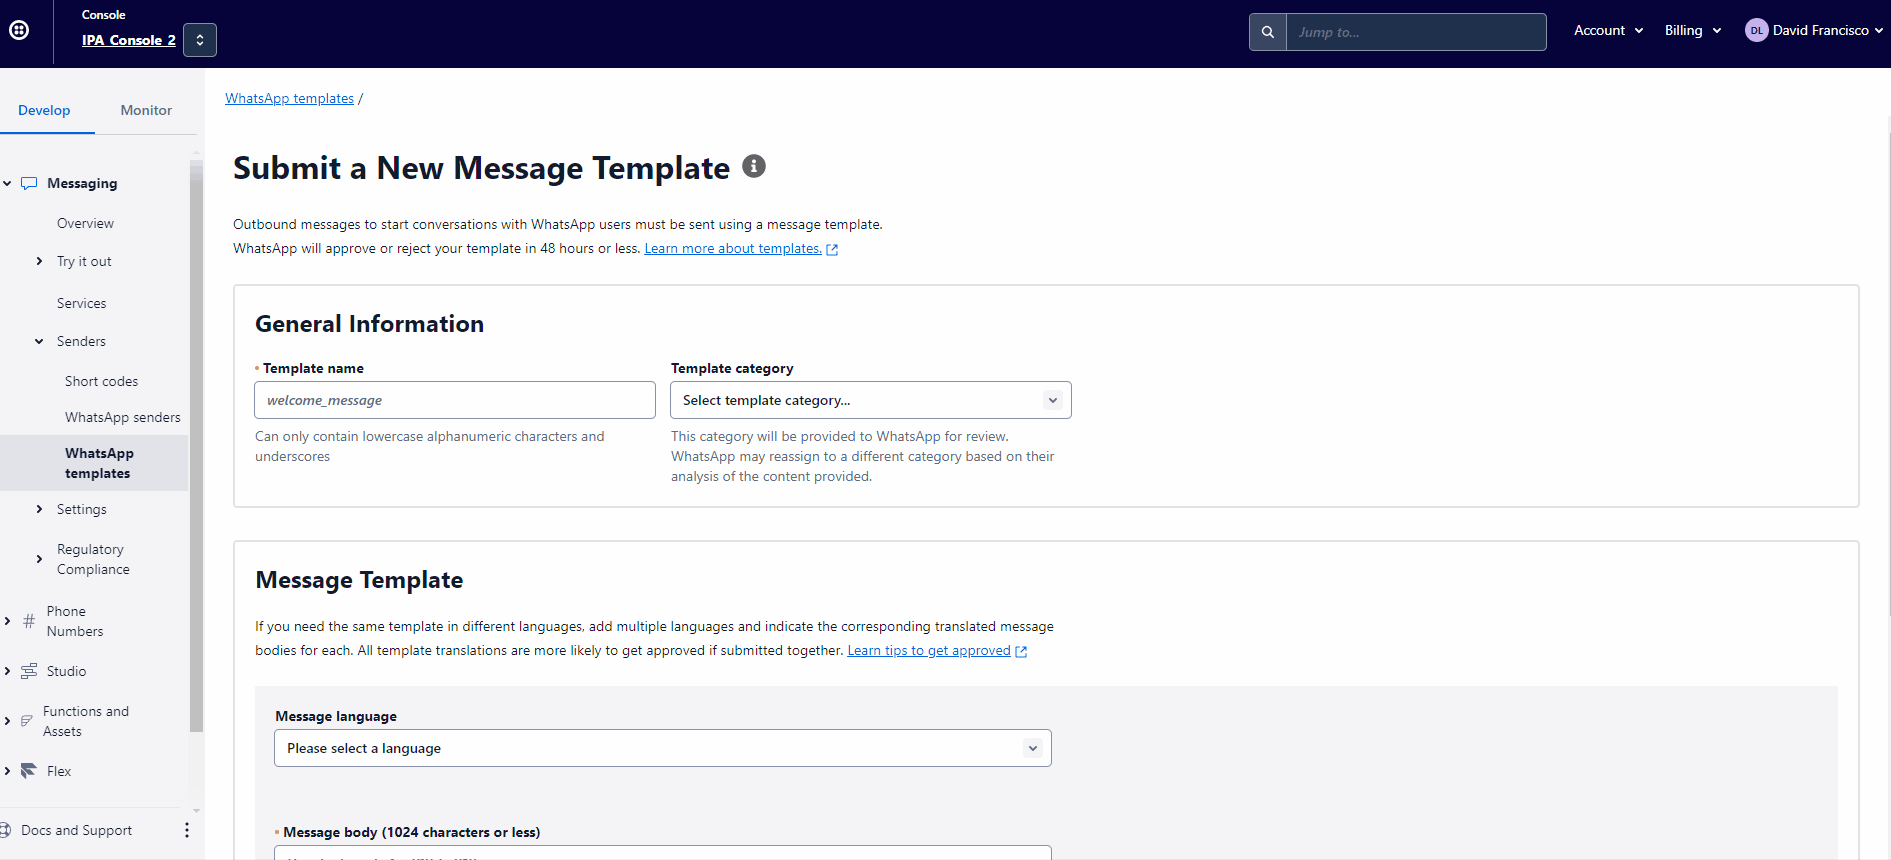 Console
IPA Console 2
Jump to...
Account
Billing
DL
David Francisco
Develop
Monitor
Messaging
Overview
Try it out
Services
Senders
Short codes
WhatsApp senders
WhatsApp
templates
Settings
Regulatory
Compliance
Phone
Numbers
Studio
Functions and
Assets
Flex
Docs and Support
WhatsApp templates /
Submit a New Message Template
Outbound messages to start conversations with WhatsApp users must be sent using a message template.
WhatsApp will approve or reject your template in 48 hours or less. Learn more about templates.
General Information
Template name
welcome_message
Can only contain lowercase alphanumeric characters and
underscores
Template category
Select template category...
This category will be provided to WhatsApp for review.
WhatsApp may reassign to a different category based on their
analysis of the content provided.
Message Template
If you need the same template in different languages, add multiple languages and indicate the corresponding translated message
bodies for each. All template translations are more likely to get approved if submitted together. Learn tips to get approved
Message language
Please select a language
Message body (1024 characters or less)